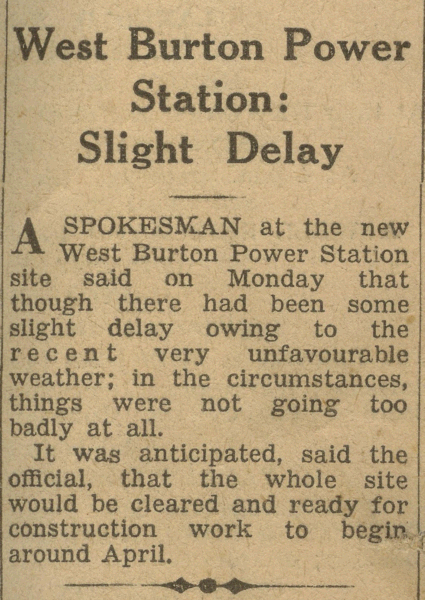 West Burton Power
Station:
Slight Delay
A SPOKESMAN at the new
West Burton Power Station
site said on Monday that
though there had been some
slight delay owing to the
recent very unfavourable
weather; in the circumstances,
things were not going too
badly at all.
It was anticipated, said the
official, that the whole site
would be cleared and ready for
construction work to begin
around April.